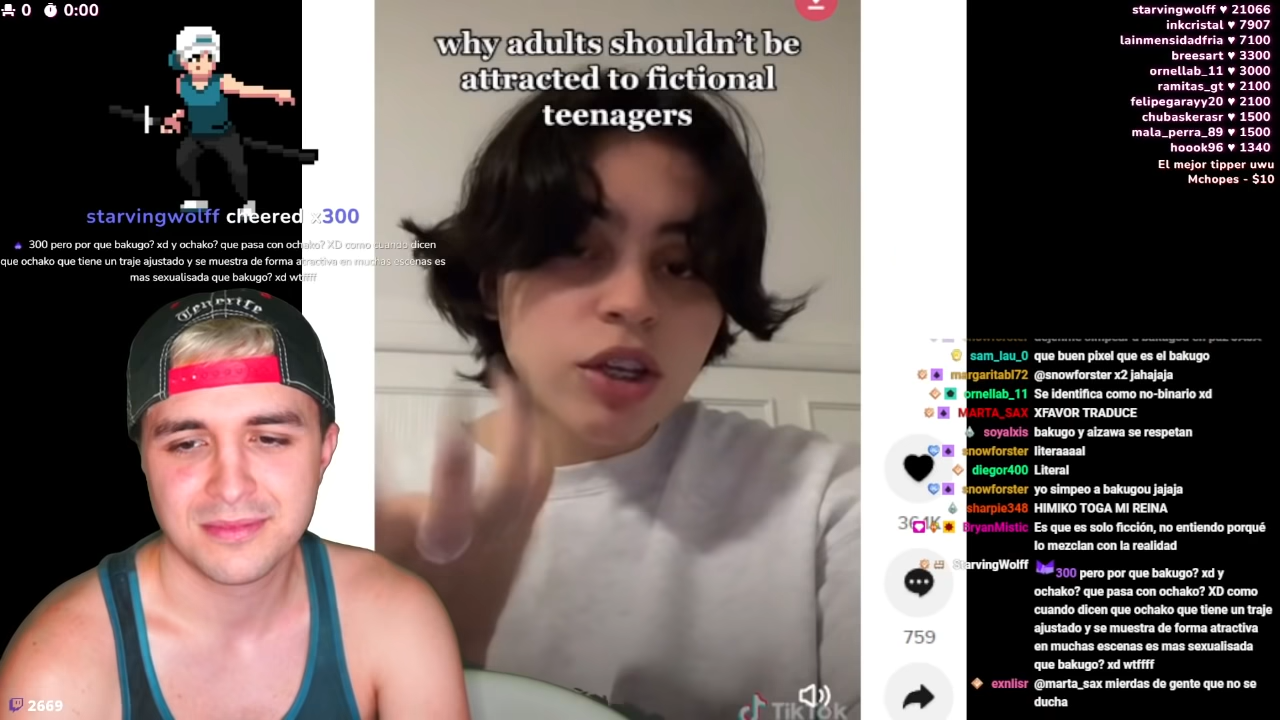 0 0:00
starvingwolff cheered x300
300 pero por que bakugo? xd y ochako? que pasa con ochako? XD como cuando dicen
que ochako que tiene un traje ajustado y se muestra de forma atractiva en muchas escenas es
mas sexualisada que bakugo? xd wtffff
Tenerife
2669
why adults shouldn't be
attracted to fictional
teenagers
361K
759
TikTok
starvingwolff ♥ 21066
inkcristal ♥ 7907
lainmensidadfria ♥ 7100
breesart ♥ 3300
ornellab_11 ♥ 3000
ramitas_gt ♥ 2100
felipegarayy20 ♥ 2100
chubaskerasr ♥ 1500
mala_perra_89 ♥ 1500
hoook96 ♥ 1340
El mejor tipper uwu
Mchopes - $10
sam_lau_0 que buen pixel que es el bakugo
margaritabl72 @snowforster x2 jahajaja
ornellab_11 Se identifica como no-binario xd
MARTA_SAX XFAVOR TRADUCE
soyalxis bakugo y aizawa se respetan
snowforster literaaaal
diegor400 Literal
snowforster yo simpeo a bakugou jajaja
sharpie348 HIMIKO TOGA MI REINA
BryanMistic Es que es solo ficción, no entiendo porqué
lo mezclan con la realidad
StarvingWolff 300 pero por que bakugo? xd y
ochako? que pasa con ochako? XD como
cuando dicen que ochako que tiene un traje
ajustado y se muestra de forma atractiva
en muchas escenas es mas sexualisada
que bakugo? xd wtffff
exnlisr @marta_sax mierdas de gente que no se
ducha